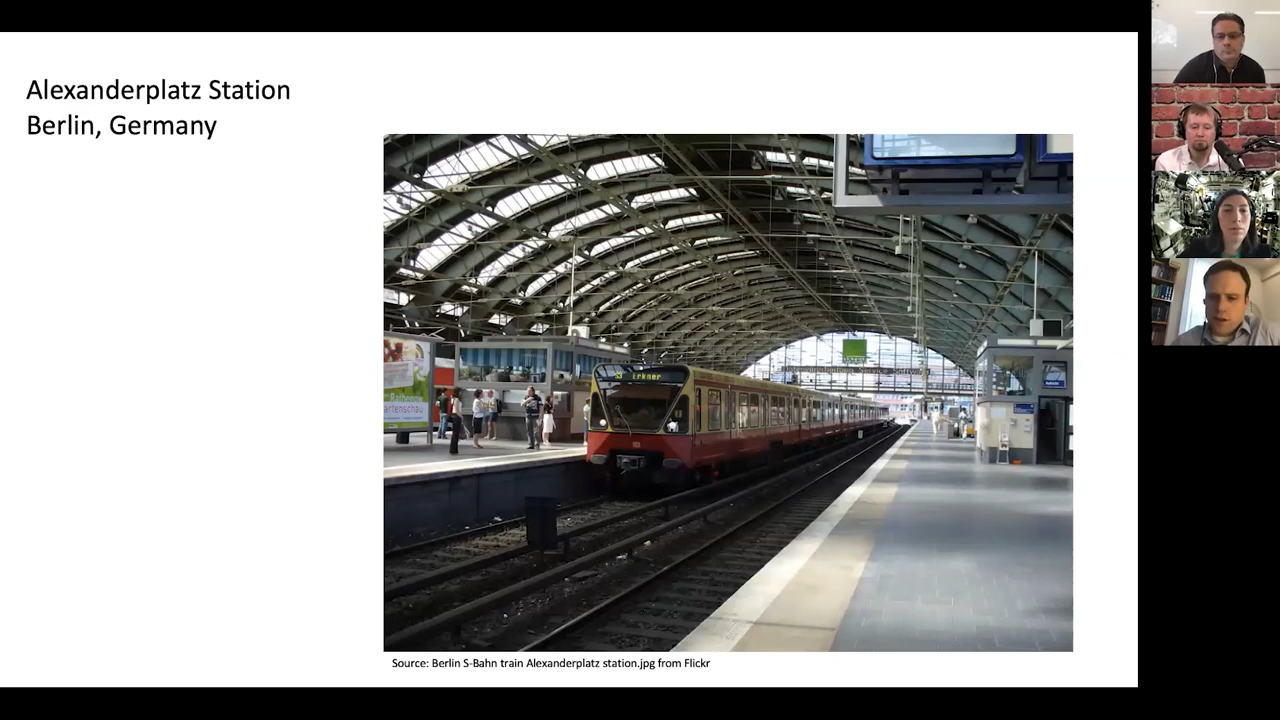 Alexanderplatz Station
Berlin, Germany
Erkner
Source: Berlin S-Bahn train Alexanderplatz station.jpg from Flickr